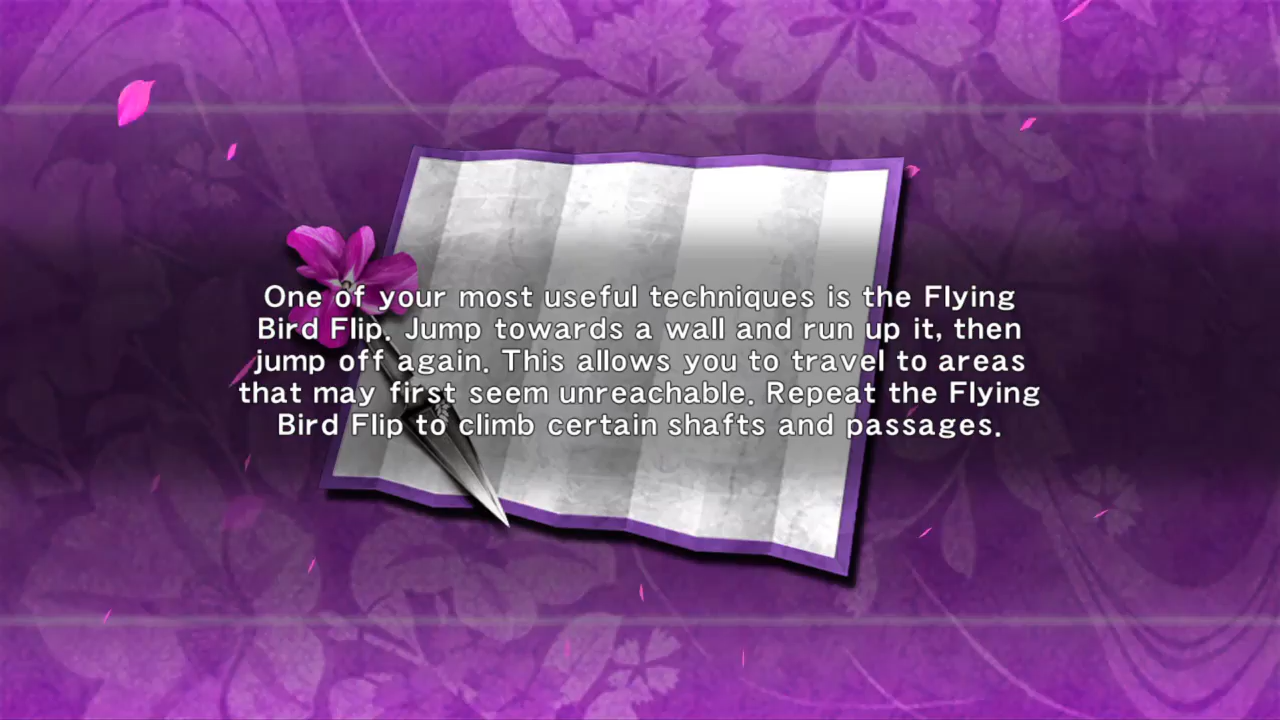 One of your most useful techniques is the Flying
Bird Flip. Jump towards a wall and run up it, then
jump off again. This allows you to travel to areas
that may first seem unreachable. Repeat the Flying
Bird Flip to climb certain shafts and passages.